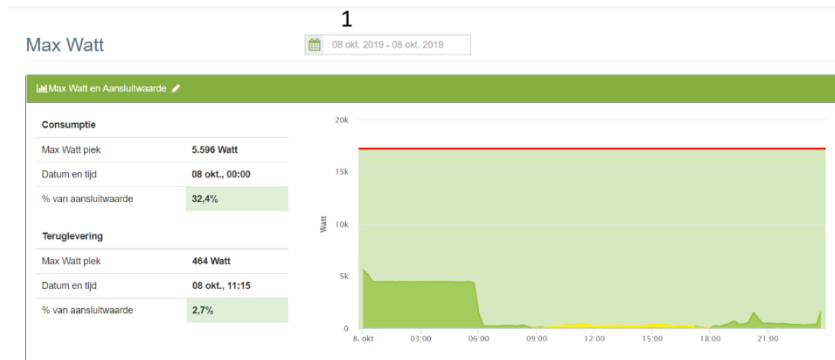 1
Max Watt
08 okt. 2019 - 08 okt. 2019
Max Watt en Aansluitwaarde
Consumptie
Max Watt piek 5.596 Watt
Datum en tijd 08 okt., 00:00
% van aansluitwaarde 32,4%
Teruglevering
Max Watt piek 464 Watt
Datum en tijd 08 okt., 11:15
% van aansluitwaarde 2,7%
20k
15k
10k
5k
0
Watt
8. okt 03:00 06:00 09:00 12:00 15:00 18:00 21:00